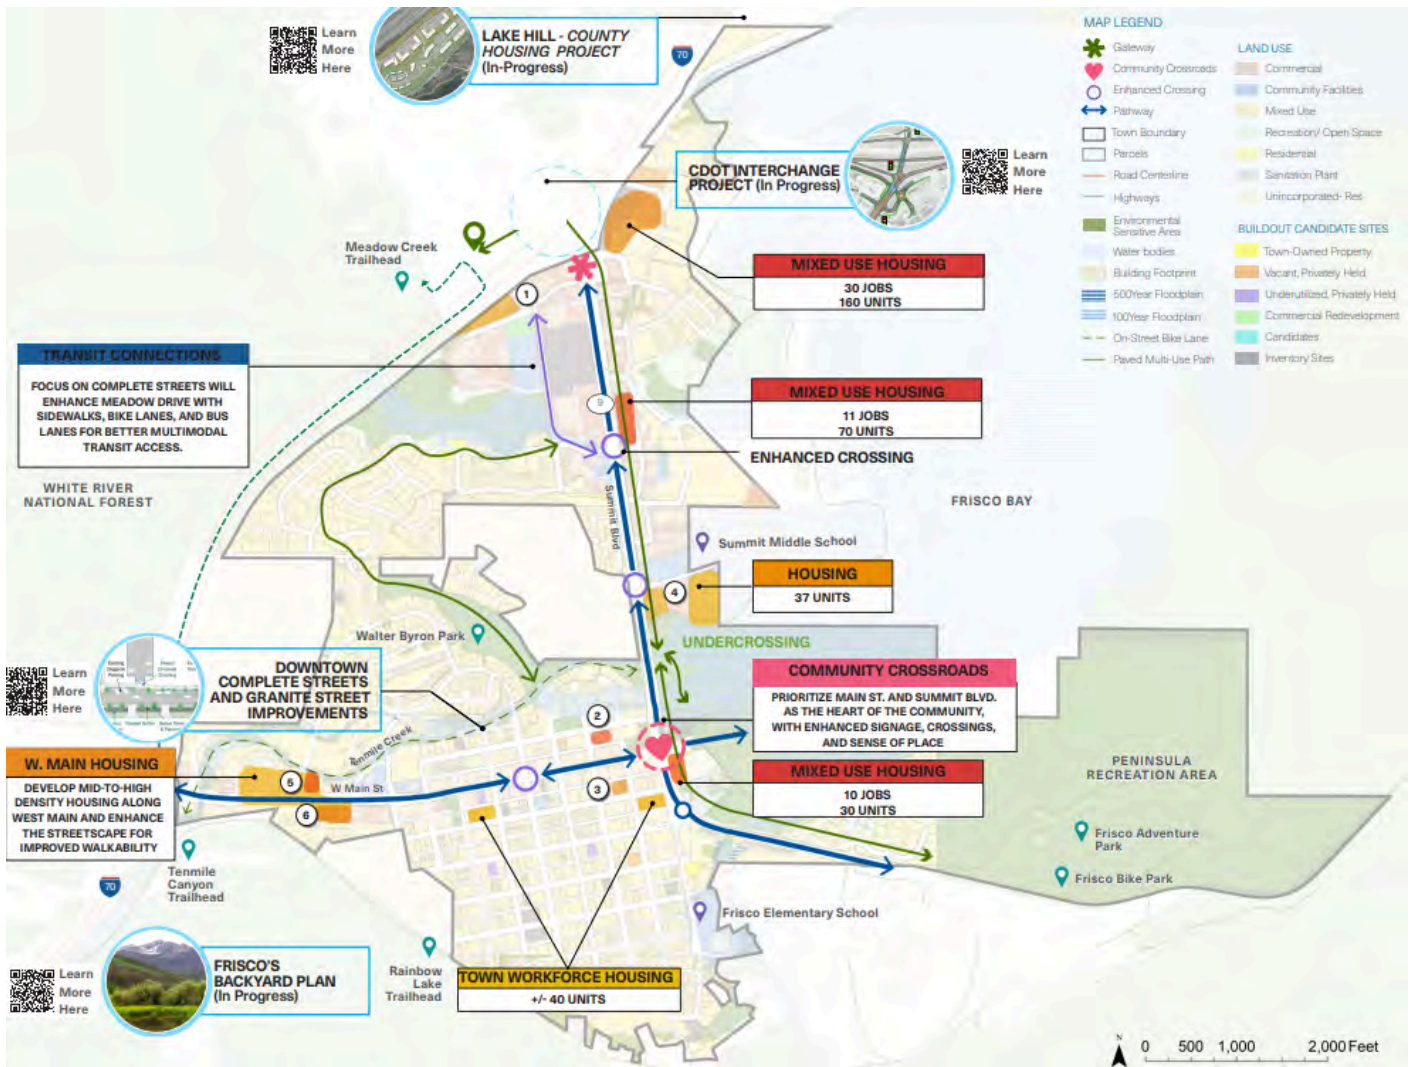 Learn
More
Here
LAKE HILL - COUNTY
HOUSING PROJECT
(In-Progress)
70
CDOT INTERCHANGE
PROJECT (In Progress)
Learn
More
Here
MAP LEGEND
Gateway
Community Crossroads
Enhanced Crossing
Pathway
Town Boundary
Parcels
Road Centerline
Highways
Environmental
Sensitive Area
Water bodies
Building Footprint
500Year Floodplain
100Year Floodplain
On-Street Bike Lane
Paved Multi-Use Path
LAND USE
Commercial
Community Facilities
Mixed Use
Recreation/ Open Space
Residential
Sanitation Plant
Unincorporated- Res
BUILDOUT CANDIDATE SITES
Town-Owned Property
Vacant, Privately Held
Underutilized, Privately Held
Commercial Redevelopment
Candidates
Inventory Sites
Meadow Creek
Trailhead
MIXED USE HOUSING
30 JOBS
160 UNITS
1
TRANSIT CONNECTIONS
FOCUS ON COMPLETE STREETS WILL
ENHANCE MEADOW DRIVE WITH
SIDEWALKS, BIKE LANES, AND BUS
LANES FOR BETTER MULTIMODAL
TRANSIT ACCESS.
9
MIXED USE HOUSING
11 JOBS
70 UNITS
ENHANCED CROSSING
WHITE RIVER
NATIONAL FOREST
Summit Blvd
FRISCO BAY
Summit Middle School
HOUSING
37 UNITS
4
Walter Byron Park
UNDERCROSSING
Learn
More
Here
DOWNTOWN
COMPLETE STREETS
AND GRANITE STREET
IMPROVEMENTS
COMMUNITY CROSSROADS
PRIORITIZE MAIN ST. AND SUMMIT BLVD.
AS THE HEART OF THE COMMUNITY,
WITH ENHANCED SIGNAGE, CROSSINGS,
AND SENSE OF PLACE
2
Tenmile Creek
W. MAIN HOUSING
DEVELOP MID-TO-HIGH
DENSITY HOUSING ALONG
WEST MAIN AND ENHANCE
THE STREETSCAPE FOR
IMPROVED WALKABILITY
5
W Main St
6
3
MIXED USE HOUSING
10 JOBS
30 UNITS
PENINSULA
RECREATION AREA
Frisco Adventure
Park
Frisco Bike Park
Tenmile
Canyon
Trailhead
70
Frisco Elementary School
Learn
More
Here
FRISCO'S
BACKYARD PLAN
(In Progress)
Rainbow
Lake
Trailhead
TOWN WORKFORCE HOUSING
+/- 40 UNITS
N
0 500 1,000 2,000 Feet